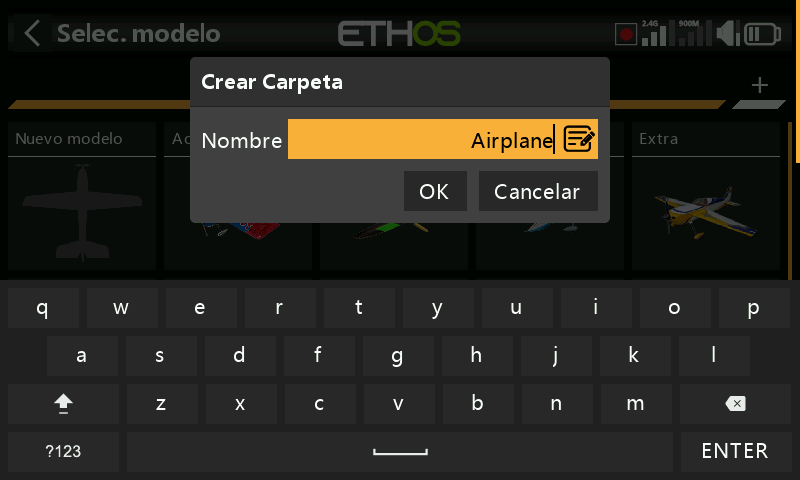 Selec. modelo
ETHOS
2.4G
900M
Crear Carpeta
Nombre
Airplane
OK
Cancelar
+
Nuevo modelo
Extra
q w e r t y u i o p
a s d f g h j k l
z x c v b n m
?123
ENTER